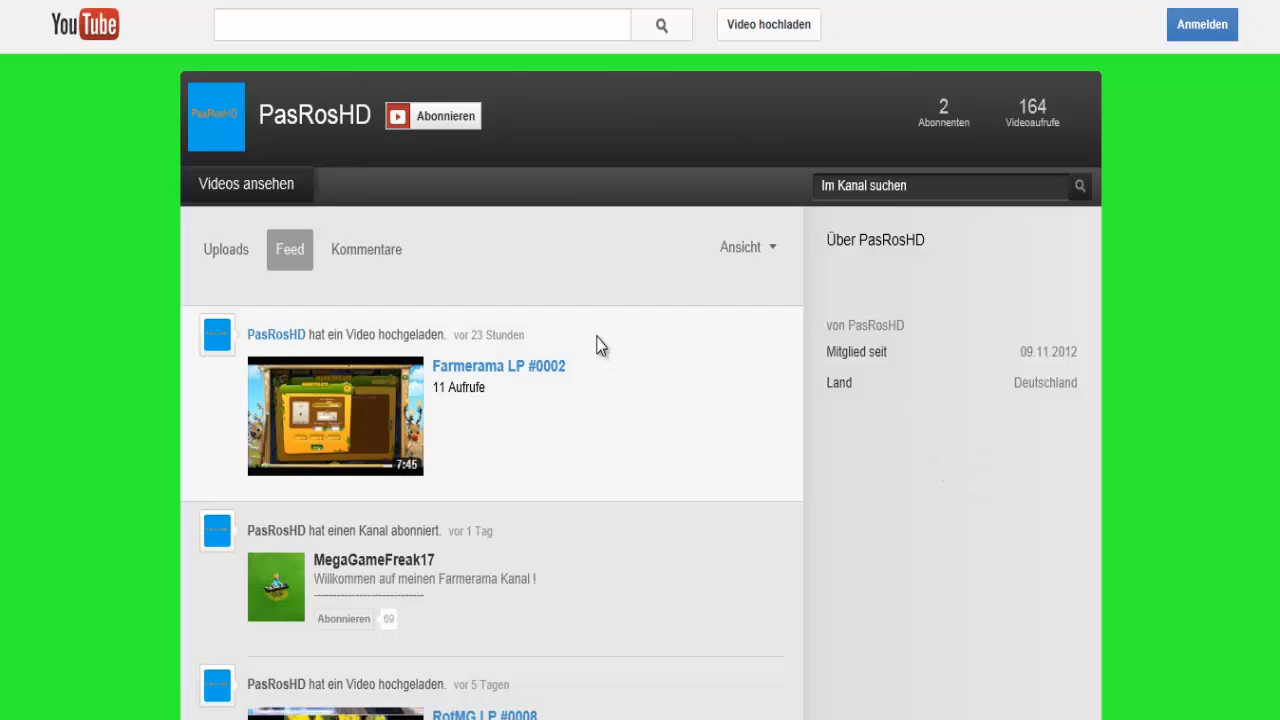 YouTube
Video hochladen
Anmelden
PasRosHD
PasRosHD
Abonnieren
2
Abonnenten
164
Videoaufrufe
Videos ansehen
Im Kanal suchen
Uploads
Feed
Kommentare
Ansicht
Über PasRosHD
von PasRosHD
Mitglied seit 09.11.2012
Land Deutschland
PasRosHD hat ein Video hochgeladen. vor 23 Stunden
Farmerama LP #0002
11 Aufrufe
7:45
PasRosHD hat einen Kanal abonniert. vor 1 Tag
MegaGameFreak17
Willkommen auf meinen Farmerama Kanal !
----------------------------
Abonnieren 69
PasRosHD hat ein Video hochgeladen. vor 5 Tagen
RotMG LP #0008